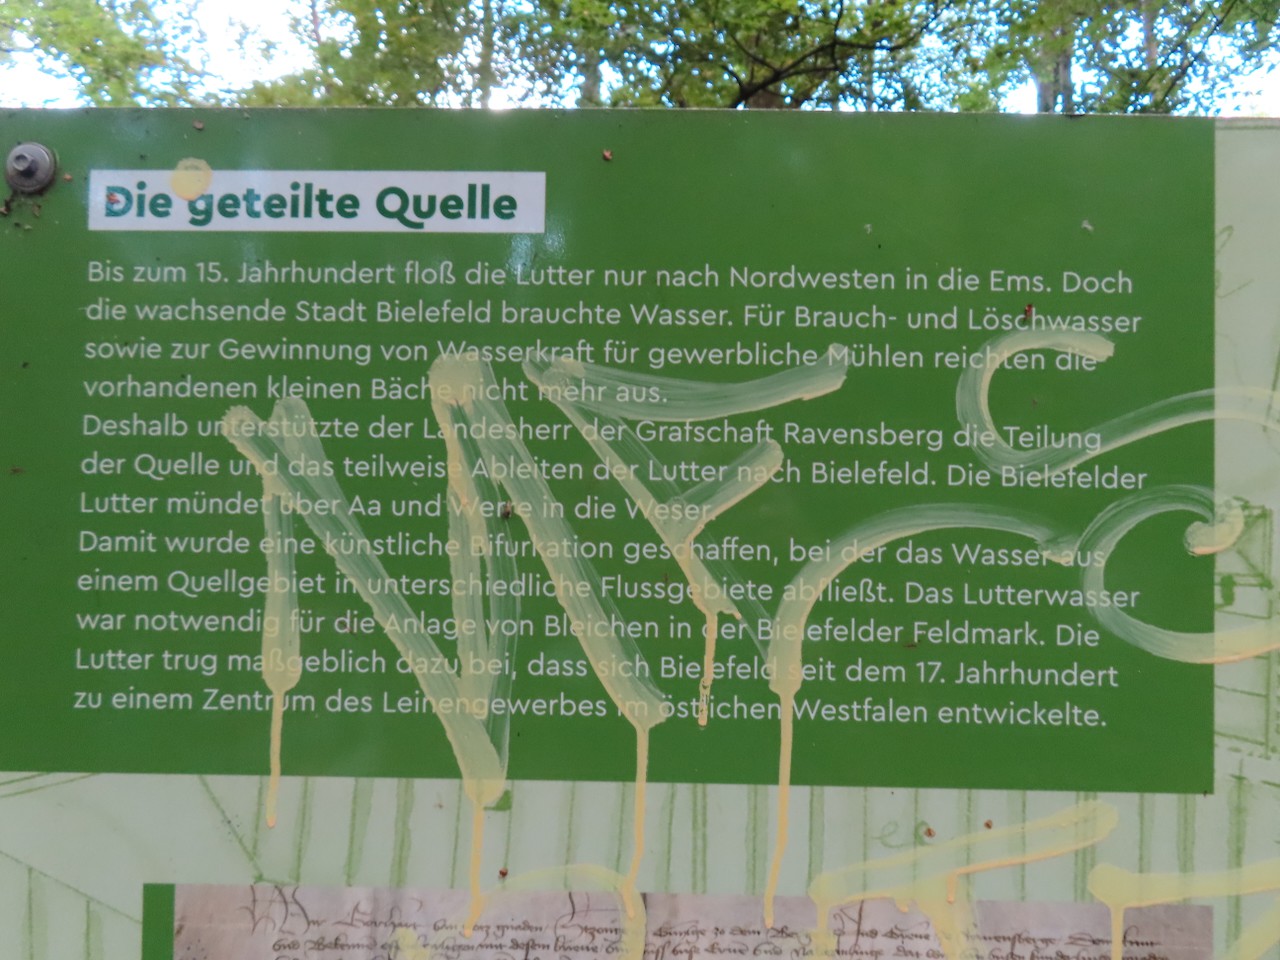 Die geteilte Quelle
Bis zum 15. Jahrhundert floß die Lutter nur nach Nordwesten in die Ems. Doch
die wachsende Stadt Bielefeld brauchte Wasser. Für Brauch- und Löschwasser
sowie zur Gewinnung von Wasserkraft für gewerbliche Mühlen reichten die
vorhandenen kleinen Bäche nicht mehr aus.
Deshalb unterstützte der Landesherr der Grafschaft Ravensberg die Teilung
der Quelle und das teilweise Ableiten der Lutter nach Bielefeld. Die Bielefelder
Lutter mündet über Aa und Werre in die Weser.
Damit wurde eine künstliche Bifurkation geschaffen, bei der das Wasser aus
einem Quellgebiet in unterschiedliche Flussgebiete abfließt. Das Lutterwasser
war notwendig für die Anlage von Bleichen in der Bielefelder Feldmark. Die
Lutter trug maßgeblich dazu bei, dass sich Bielefeld seit dem 17. Jahrhundert
zu einem Zentrum des Leinengewerbes im östlichen Westfalen entwickelte.